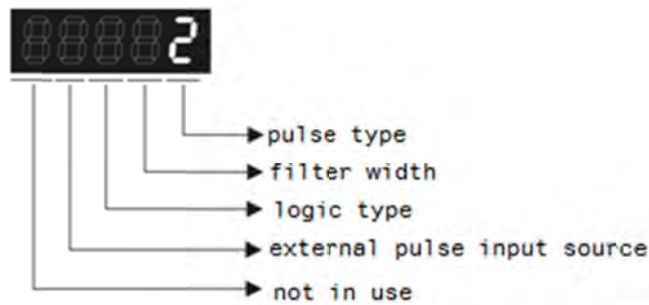 2
pulse type
filter width
logic type
external pulse input source
not in use